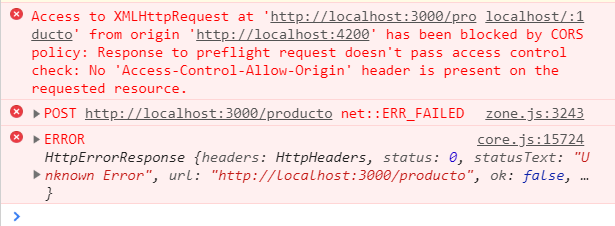 Access to XMLHttpRequest at 'http://localhost:3000/pro localhost/:1
ducto' from origin 'http://localhost:4200' has been blocked by CORS
policy: Response to preflight request doesn't pass access control
check: No 'Access-Control-Allow-Origin' header is present on the
requested resource.
POST http://localhost:3000/producto net::ERR_FAILED zone.js:3243
ERROR core.js:15724
HttpErrorResponse {headers: HttpHeaders, status: 0, statusText: "U
nknown Error", url: "http://localhost:3000/producto", ok: false, …
}